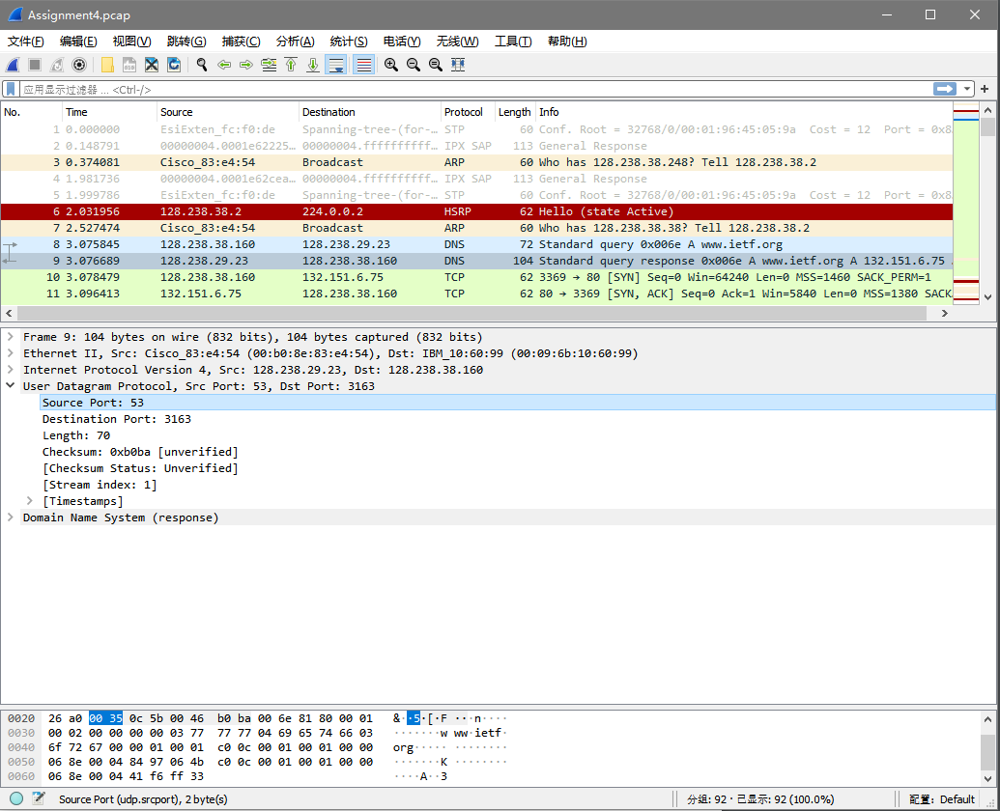 Assignment4.pcap
文件(F) 编辑(E) 视图(V) 跳转(G) 捕获(C) 分析(A) 统计(S) 电话(Y) 无线(W) 工具(T) 帮助(H)
应用显示过滤器 … <Ctrl-/>
No. Time Source Destination Protocol Length Info
1 0.000000 EsiExten_fc:f0:de Spanning-tree-(for-… STP 60 Conf. Root = 32768/0/00:01:96:45:05:9a Cost = 12 Port = 0x8
2 0.148791 00000004.0001e62225… 00000004.ffffffffff… IPX SAP 113 General Response
3 0.374081 Cisco_83:e4:54 Broadcast ARP 60 Who has 128.238.38.248? Tell 128.238.38.2
4 1.981736 00000004.0001e62cea… 00000004.ffffffffff… IPX SAP 113 General Response
5 1.999786 EsiExten_fc:f0:de Spanning-tree-(for-… STP 60 Conf. Root = 32768/0/00:01:96:45:05:9a Cost = 12 Port = 0x8
6 2.031956 128.238.38.2 224.0.0.2 HSRP 62 Hello (state Active)
7 2.527474 Cisco_83:e4:54 Broadcast ARP 60 Who has 128.238.38.38? Tell 128.238.38.2
8 3.075845 128.238.38.160 128.238.29.23 DNS 72 Standard query 0x006e A www.ietf.org
9 3.076689 128.238.29.23 128.238.38.160 DNS 104 Standard query response 0x006e A www.ietf.org A 132.151.6.75
10 3.078479 128.238.38.160 132.151.6.75 TCP 62 3369 → 80 [SYN] Seq=0 Win=64240 Len=0 MSS=1460 SACK_PERM=1
11 3.096413 132.151.6.75 128.238.38.160 TCP 62 80 → 3369 [SYN, ACK] Seq=0 Ack=1 Win=5840 Len=0 MSS=1380 SACK
Frame 9: 104 bytes on wire (832 bits), 104 bytes captured (832 bits)
Ethernet II, Src: Cisco_83:e4:54 (00:b0:8e:83:e4:54), Dst: IBM_10:60:99 (00:09:6b:10:60:99)
Internet Protocol Version 4, Src: 128.238.29.23, Dst: 128.238.38.160
User Datagram Protocol, Src Port: 53, Dst Port: 3163
Source Port: 53
Destination Port: 3163
Length: 70
Checksum: 0xb0ba [unverified]
[Checksum Status: Unverified]
[Stream index: 1]
[Timestamps]
Domain Name System (response)
0020 26 a0 00 35 0c 5b 00 46 b0 ba 00 6e 81 80 00 01 &··5·[·F ···n····
0030 00 02 00 00 00 00 03 77 77 77 04 69 65 74 66 03 ·······w ww·ietf·
0040 6f 72 67 00 00 01 00 01 c0 0c 00 01 00 01 00 00 org····· ········
0050 06 8e 00 04 84 97 06 4b c0 0c 00 01 00 01 00 00 ·······K ········
0060 06 8e 00 04 41 f6 ff 33 ····A··3
Source Port (udp.srcport), 2 byte(s) 分组: 92 · 已显示: 92 (100.0%) 配置: Default